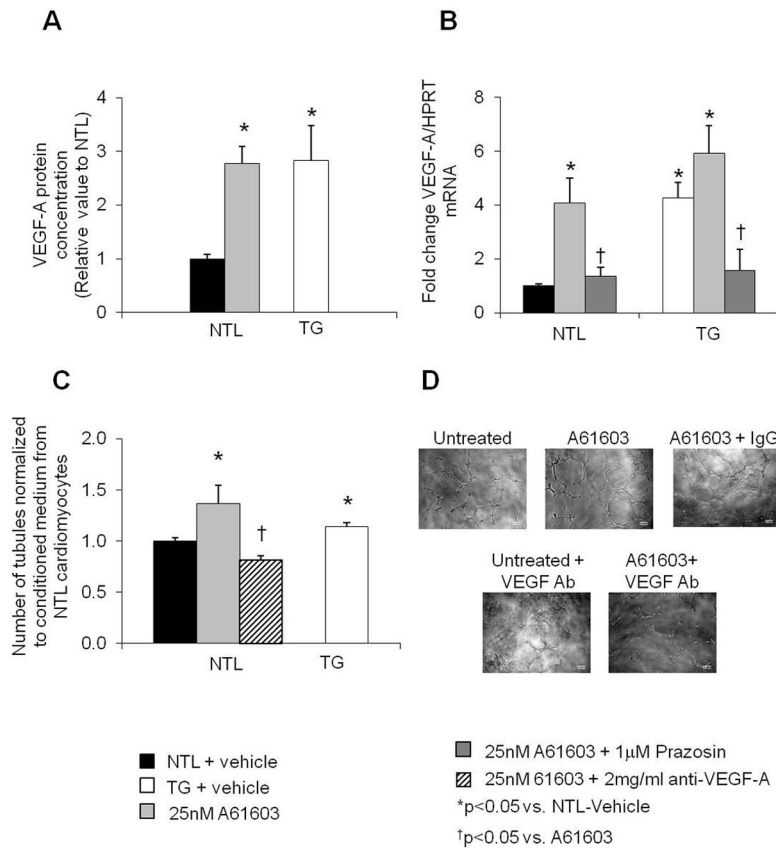 A
VEGF-A protein
concentration
(Relative value to NTL)
4
3
2
1
0
*
*
NTL
TG
B
Fold change VEGF-A/HPRT
mRNA
8
6
4
2
0
*
†
*
*
†
NTL
TG
C
Number of tubules normalized
to conditioned medium from
NTL cardiomyocytes
2.0
1.5
1.0
0.5
0.0
*
†
*
NTL
TG
D
Untreated
A61603
A61603 + IgG
Untreated +
VEGF Ab
A61603+
VEGF Ab
NTL + vehicle
TG + vehicle
25nM A61603
25nM A61603 + 1µM Prazosin
25nM 61603 + 2mg/ml anti-VEGF-A
*p<0.05 vs. NTL-Vehicle
†p<0.05 vs. A61603